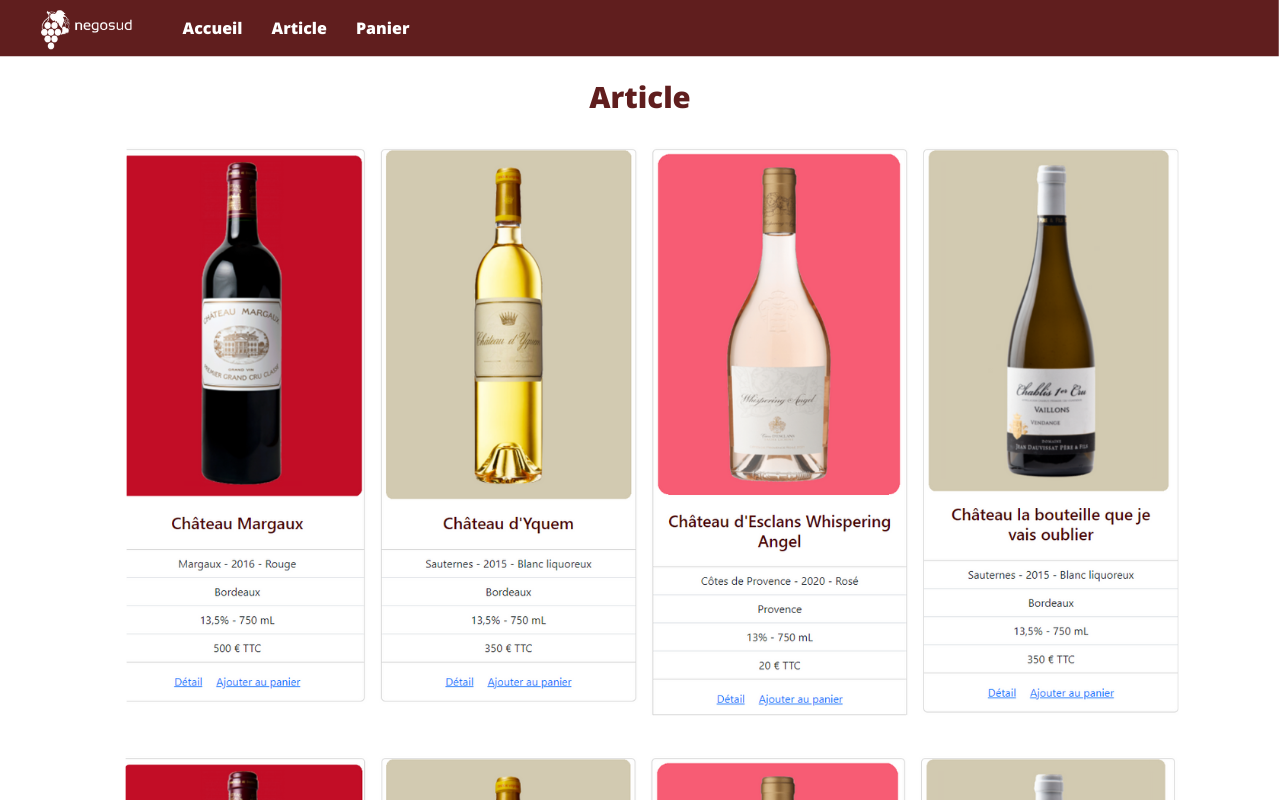 negosud
Accueil
Article
Panier
Article
CHÂTEAU MARGAUX
GRAND VIN
PREMIER GRAND CRU CLASSÉ
Château d'Yquem
Whispering Angel
Chablis 1er Cru
VAILLONS
VENDANGE
DOMAINE
JEAN DAUVISSAT PÈRE & FILS
Château Margaux
Margaux - 2016 - Rouge
Bordeaux
13,5% - 750 mL
500 € TTC
Détail Ajouter au panier
Château d'Yquem
Sauternes - 2015 - Blanc liquoreux
Bordeaux
13,5% - 750 mL
350 € TTC
Détail Ajouter au panier
Château d'Esclans Whispering
Angel
Côtes de Provence - 2020 - Rosé
Provence
13% - 750 mL
20 € TTC
Détail Ajouter au panier
Château la bouteille que je
vais oublier
Sauternes - 2015 - Blanc liquoreux
Bordeaux
13,5% - 750 mL
350 € TTC
Détail Ajouter au panier